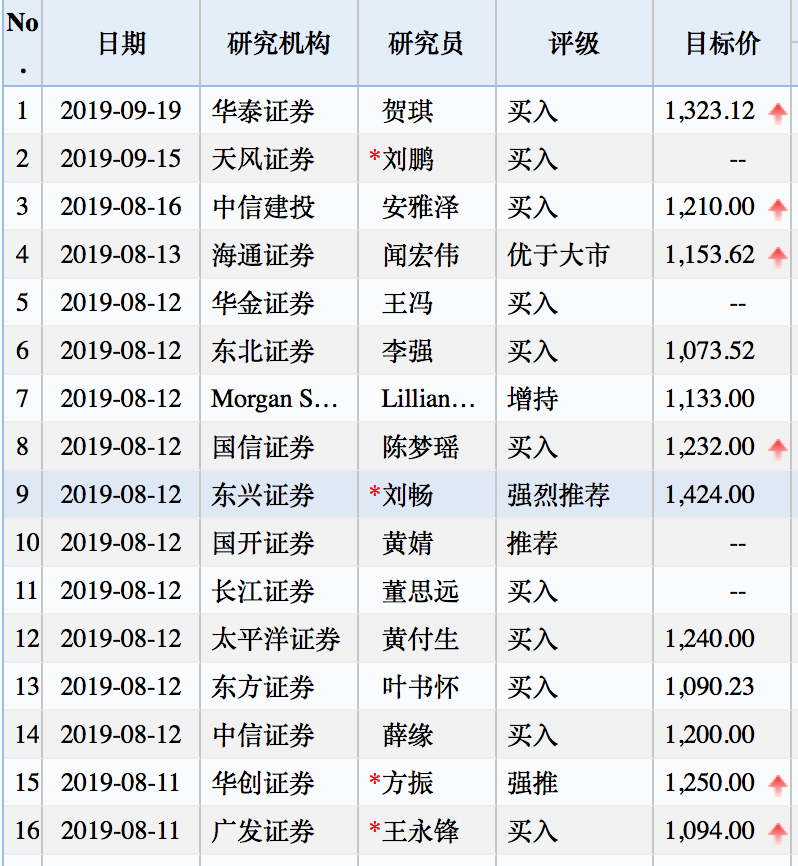 No. 日期 研究机构 研究员 评级 目标价
1 2019-09-19 华泰证券 贺琪 买入 1,323.12
2 2019-09-15 天风证券 *刘鹏 买入 --
3 2019-08-16 中信建投 安雅泽 买入 1,210.00
4 2019-08-13 海通证券 闻宏伟 优于大市 1,153.62
5 2019-08-12 华金证券 王冯 买入 --
6 2019-08-12 东北证券 李强 买入 1,073.52
7 2019-08-12 Morgan S... Lillian... 增持 1,133.00
8 2019-08-12 国信证券 陈梦瑶 买入 1,232.00
9 2019-08-12 东兴证券 *刘畅 强烈推荐 1,424.00
10 2019-08-12 国开证券 黄婧 推荐 --
11 2019-08-12 长江证券 董思远 买入 --
12 2019-08-12 太平洋证券 黄付生 买入 1,240.00
13 2019-08-12 东方证券 叶书怀 买入 1,090.23
14 2019-08-12 中信证券 薛缘 买入 1,200.00
15 2019-08-11 华创证券 *方振 强推 1,250.00
16 2019-08-11 广发证券 *王永锋 买入 1,094.00